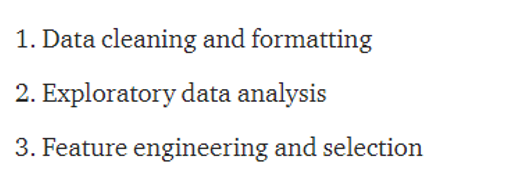 1. Data cleaning and formatting
2. Exploratory data analysis
3. Feature engineering and selection